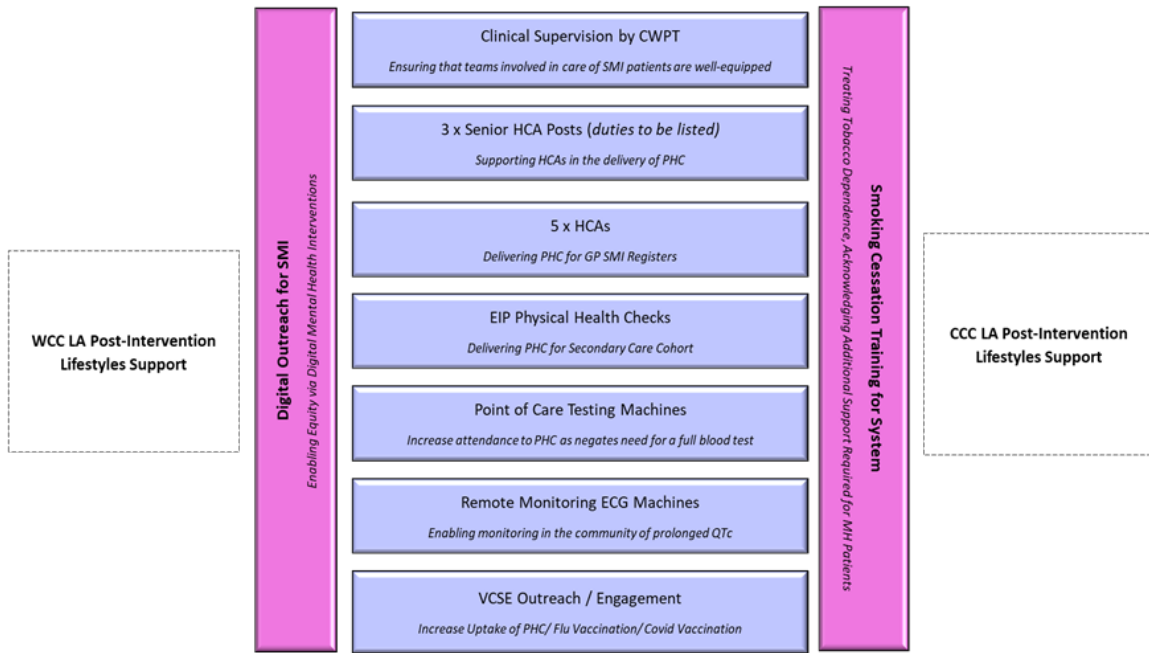 WCC LA Post-Intervention
Lifestyles Support
Digital Outreach for SMI
Enabling Equity via Digital Mental Health Interventions
Clinical Supervision by CWPT
Ensuring that teams involved in care of SMI patients are well-equipped
3 x Senior HCA Posts (duties to be listed)
Supporting HCAs in the delivery of PHC
5 x HCAs
Delivering PHC for GP SMI Registers
EIP Physical Health Checks
Delivering PHC for Secondary Care Cohort
Point of Care Testing Machines
Increase attendance to PHC as negates need for a full blood test
Remote Monitoring ECG Machines
Enabling monitoring in the community of prolonged QTc
VCSE Outreach / Engagement
Increase Uptake of PHC/ Flu Vaccination/ Covid Vaccination
Smoking Cessation Training for System
Treating Tobacco Dependence, Acknowledging Additional Support Required for MH Patients
CCC LA Post-Intervention
Lifestyles Support